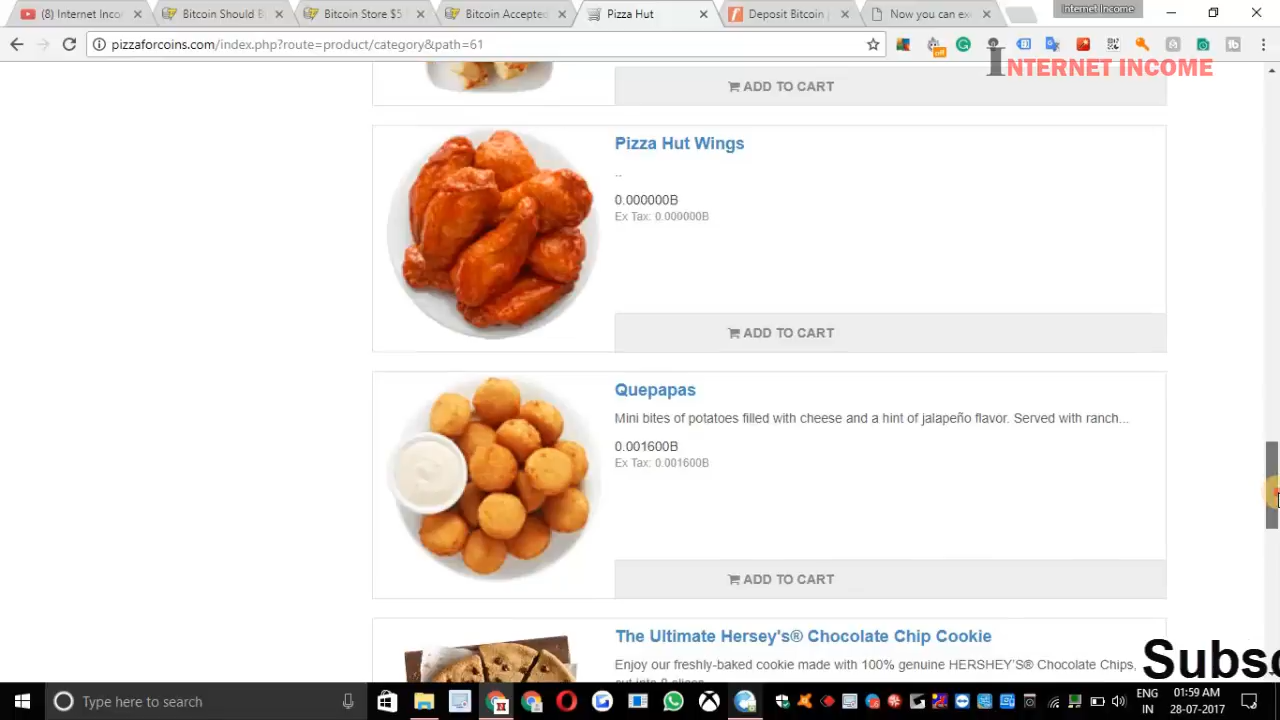 (8) Internet Inco
Bitcoin Should B
Bitcoin Store $5
Bitcoin Accepted
Pizza Hut
Deposit Bitcoin
Now you can ex
Internet Income
pizzaforcoins.com/index.php?route=product/category&path=61
INTERNET INCOME
ADD TO CART
Pizza Hut Wings
..
0.000000B
Ex Tax: 0.000000B
ADD TO CART
Quepapas
Mini bites of potatoes filled with cheese and a hint of jalapeño flavor. Served with ranch...
0.001600B
Ex Tax: 0.001600B
ADD TO CART
The Ultimate Hersey's® Chocolate Chip Cookie
Enjoy our freshly-baked cookie made with 100% genuine HERSHEY'S® Chocolate Chips,
Subsc
Type here to search
ENG
IN
01:59 AM
28-07-2017